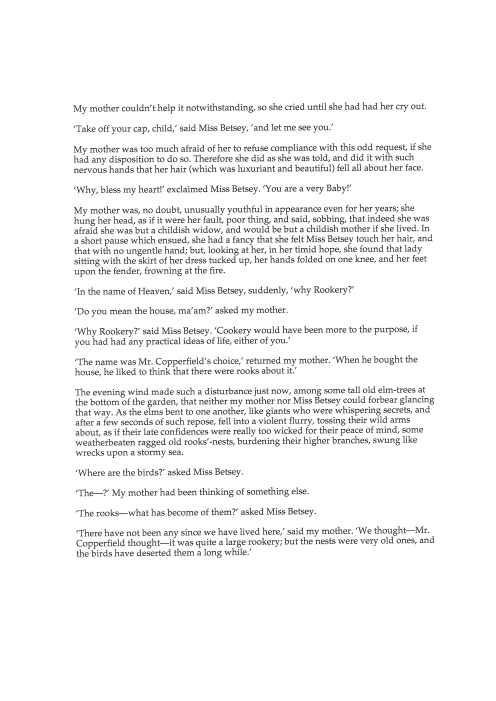 My mother couldn't help it notwithstanding, so she cried until she had had her cry out.
'Take off your cap, child,' said Miss Betsey, 'and let me see you.'
My mother was too much afraid of her to refuse compliance with this odd request, if she
had any disposition to do so. Therefore she did as she was told, and did it with such
nervous hands that her hair (which was luxuriant and beautiful) fell all about her face.
'Why, bless my heart!' exclaimed Miss Betsey. 'You are a very Baby!'
My mother was, no doubt, unusually youthful in appearance even for her years; she
hung her head, as if it were her fault, poor thing, and said, sobbing, that indeed she was
afraid she was but a childish widow, and would be but a childish mother if she lived. In
a short pause which ensued, she had a fancy that she felt Miss Betsey touch her hair, and
that with no ungentle hand; but, looking at her, in her timid hope, she found that lady
sitting with the skirt of her dress tucked up, her hands folded on one knee, and her feet
upon the fender, frowning at the fire.
'In the name of Heaven,' said Miss Betsey, suddenly, 'why Rookery?'
'Do you mean the house, ma'am?' asked my mother.
'Why Rookery?' said Miss Betsey. 'Cookery would have been more to the purpose, if
you had had any practical ideas of life, either of you.'
'The name was Mr. Copperfield's choice,' returned my mother. 'When he bought the
house, he liked to think that there were rooks about it.'
The evening wind made such a disturbance just now, among some tall old elm-trees at
the bottom of the garden, that neither my mother nor Miss Betsey could forbear glancing
that way. As the elms bent to one another, like giants who were whispering secrets, and
after a few seconds of such repose, fell into a violent flurry, tossing their wild arms
about, as if their late confidences were really too wicked for their peace of mind, some
weatherbeaten ragged old rooks'-nests, burdening their higher branches, swung like
wrecks upon a stormy sea.
'Where are the birds?' asked Miss Betsey.
'The—?' My mother had been thinking of something else.
'The rooks—what has become of them?' asked Miss Betsey.
'There have not been any since we have lived here,' said my mother. 'We thought—Mr.
Copperfield thought—it was quite a large rookery; but the nests were very old ones, and
the birds have deserted them a long while.'